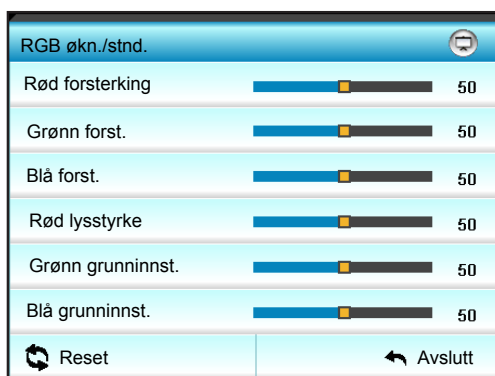 RGB økn./stnd.
Rød forsterking 50
Grønn forst. 50
Blå forst. 50
Rød lysstyrke 50
Grønn grunninnst. 50
Blå grunninnst. 50
Reset Avslutt